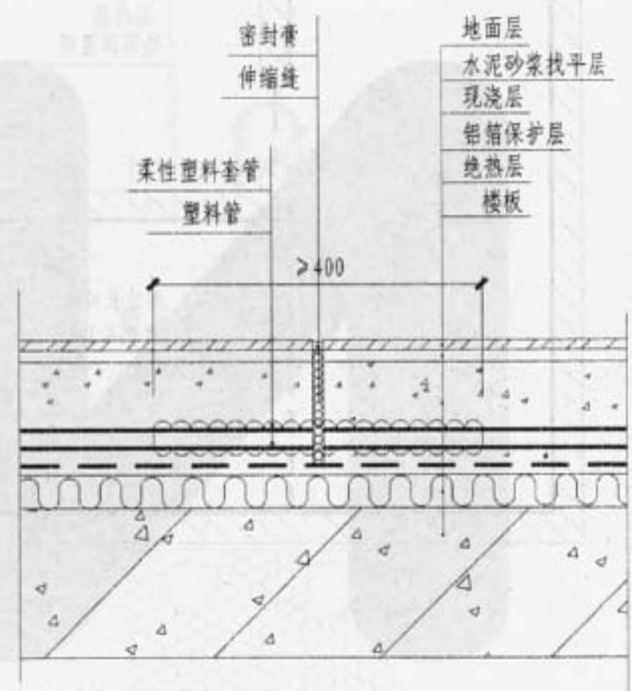 密封膏
伸缩缝
柔性塑料套管
塑料管
地面层
水泥砂浆找平层
现浇层
铝箔保护层
绝热层
楼板
≥400